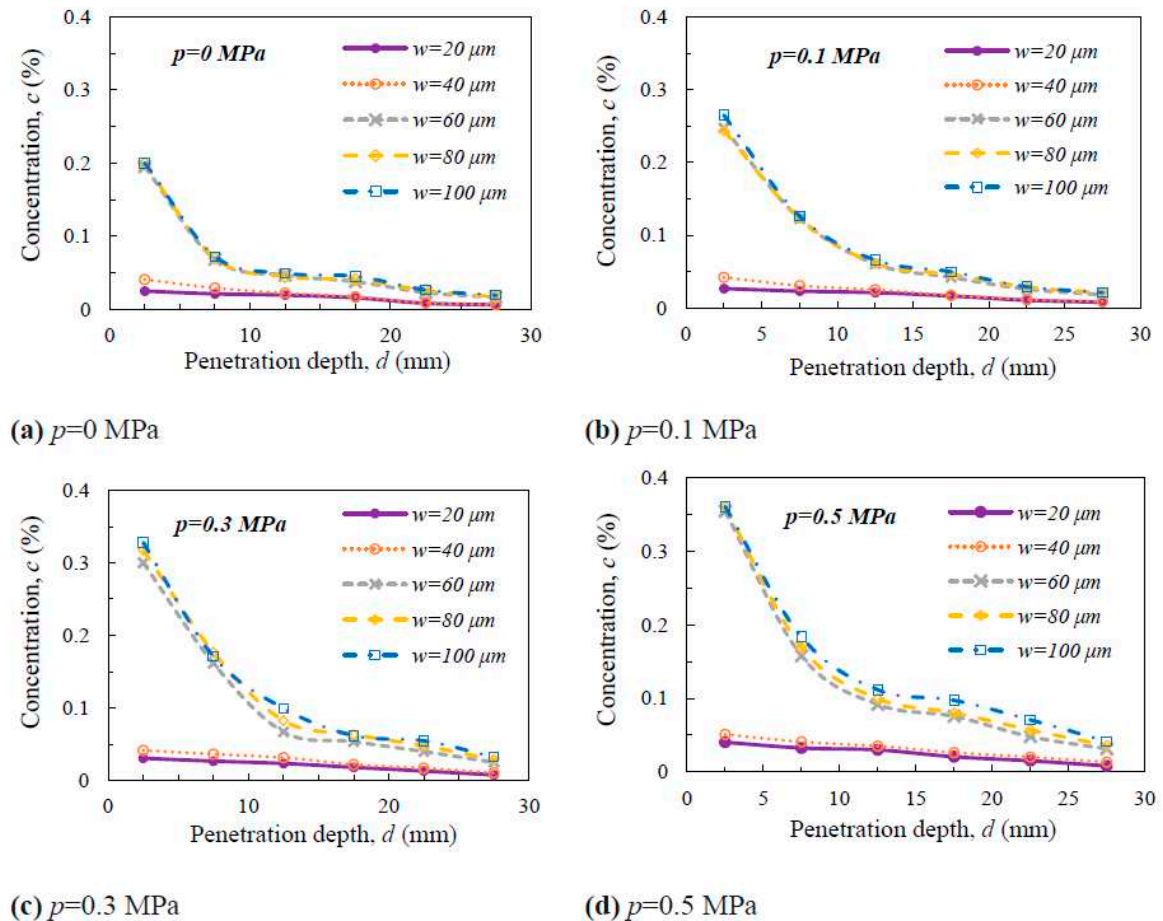 0.4
0.3
0.2
0.1
0
Concentration, c (%)
p=0 MPa
w=20 μm
w=40 μm
w=60 μm
w=80 μm
w=100 μm
0 10 20 30
Penetration depth, d (mm)
(a) p=0 MPa
0.4
0.3
0.2
0.1
0
Concentration, c (%)
p=0.1 MPa
w=20 μm
w=40 μm
w=60 μm
w=80 μm
w=100 μm
0 5 10 15 20 25 30
Penetration depth, d (mm)
(b) p=0.1 MPa
0.4
0.3
0.2
0.1
0
Concentration, c (%)
p=0.3 MPa
w=20 μm
w=40 μm
w=60 μm
w=80 μm
w=100 μm
0 10 20 30
Penetration depth, d (mm)
(c) p=0.3 MPa
0.4
0.3
0.2
0.1
0
Concentration, c (%)
p=0.5 MPa
w=20 μm
w=40 μm
w=60 μm
w=80 μm
w=100 μm
0 5 10 15 20 25 30
Penetration depth, d (mm)
(d) p=0.5 MPa